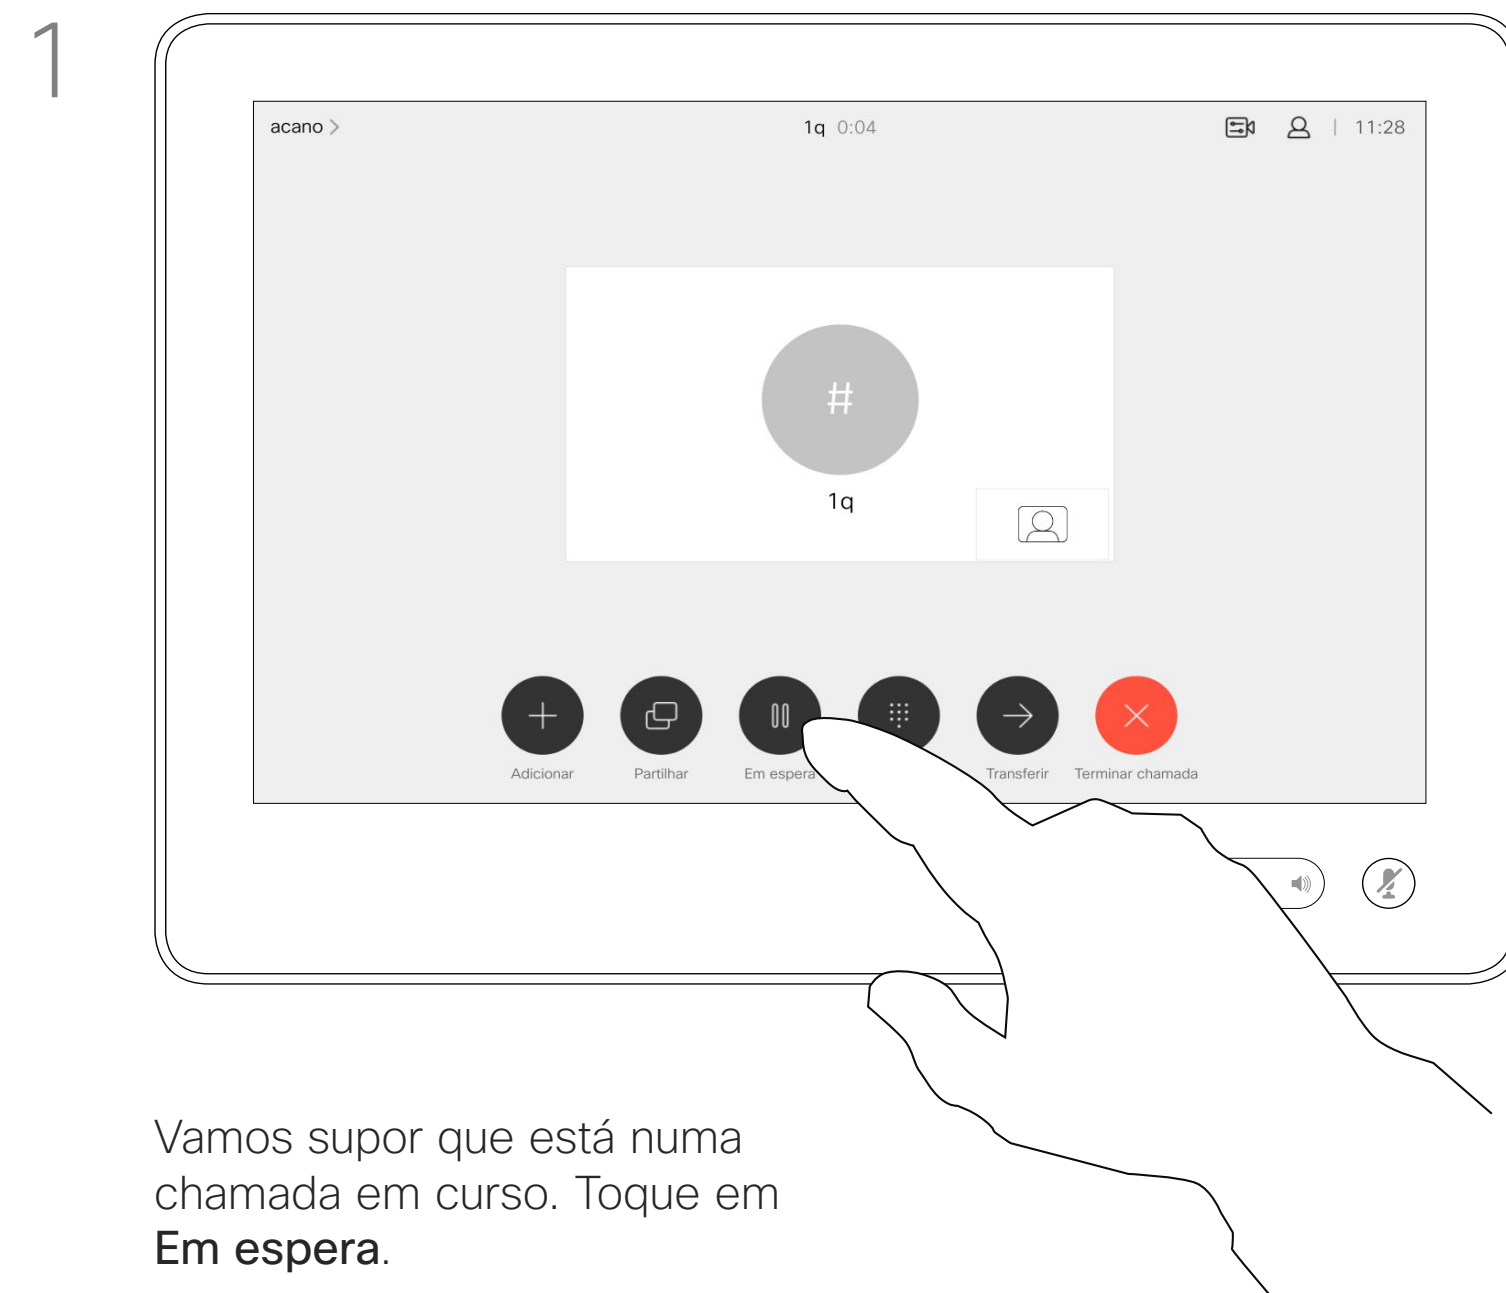 1
acano >
1q 0:04
| 11:28
#
1q
Adicionar
Partilhar
Em espera
Transferir
Terminar chamada
Vamos supor que está numa
chamada em curso. Toque em
Em espera.